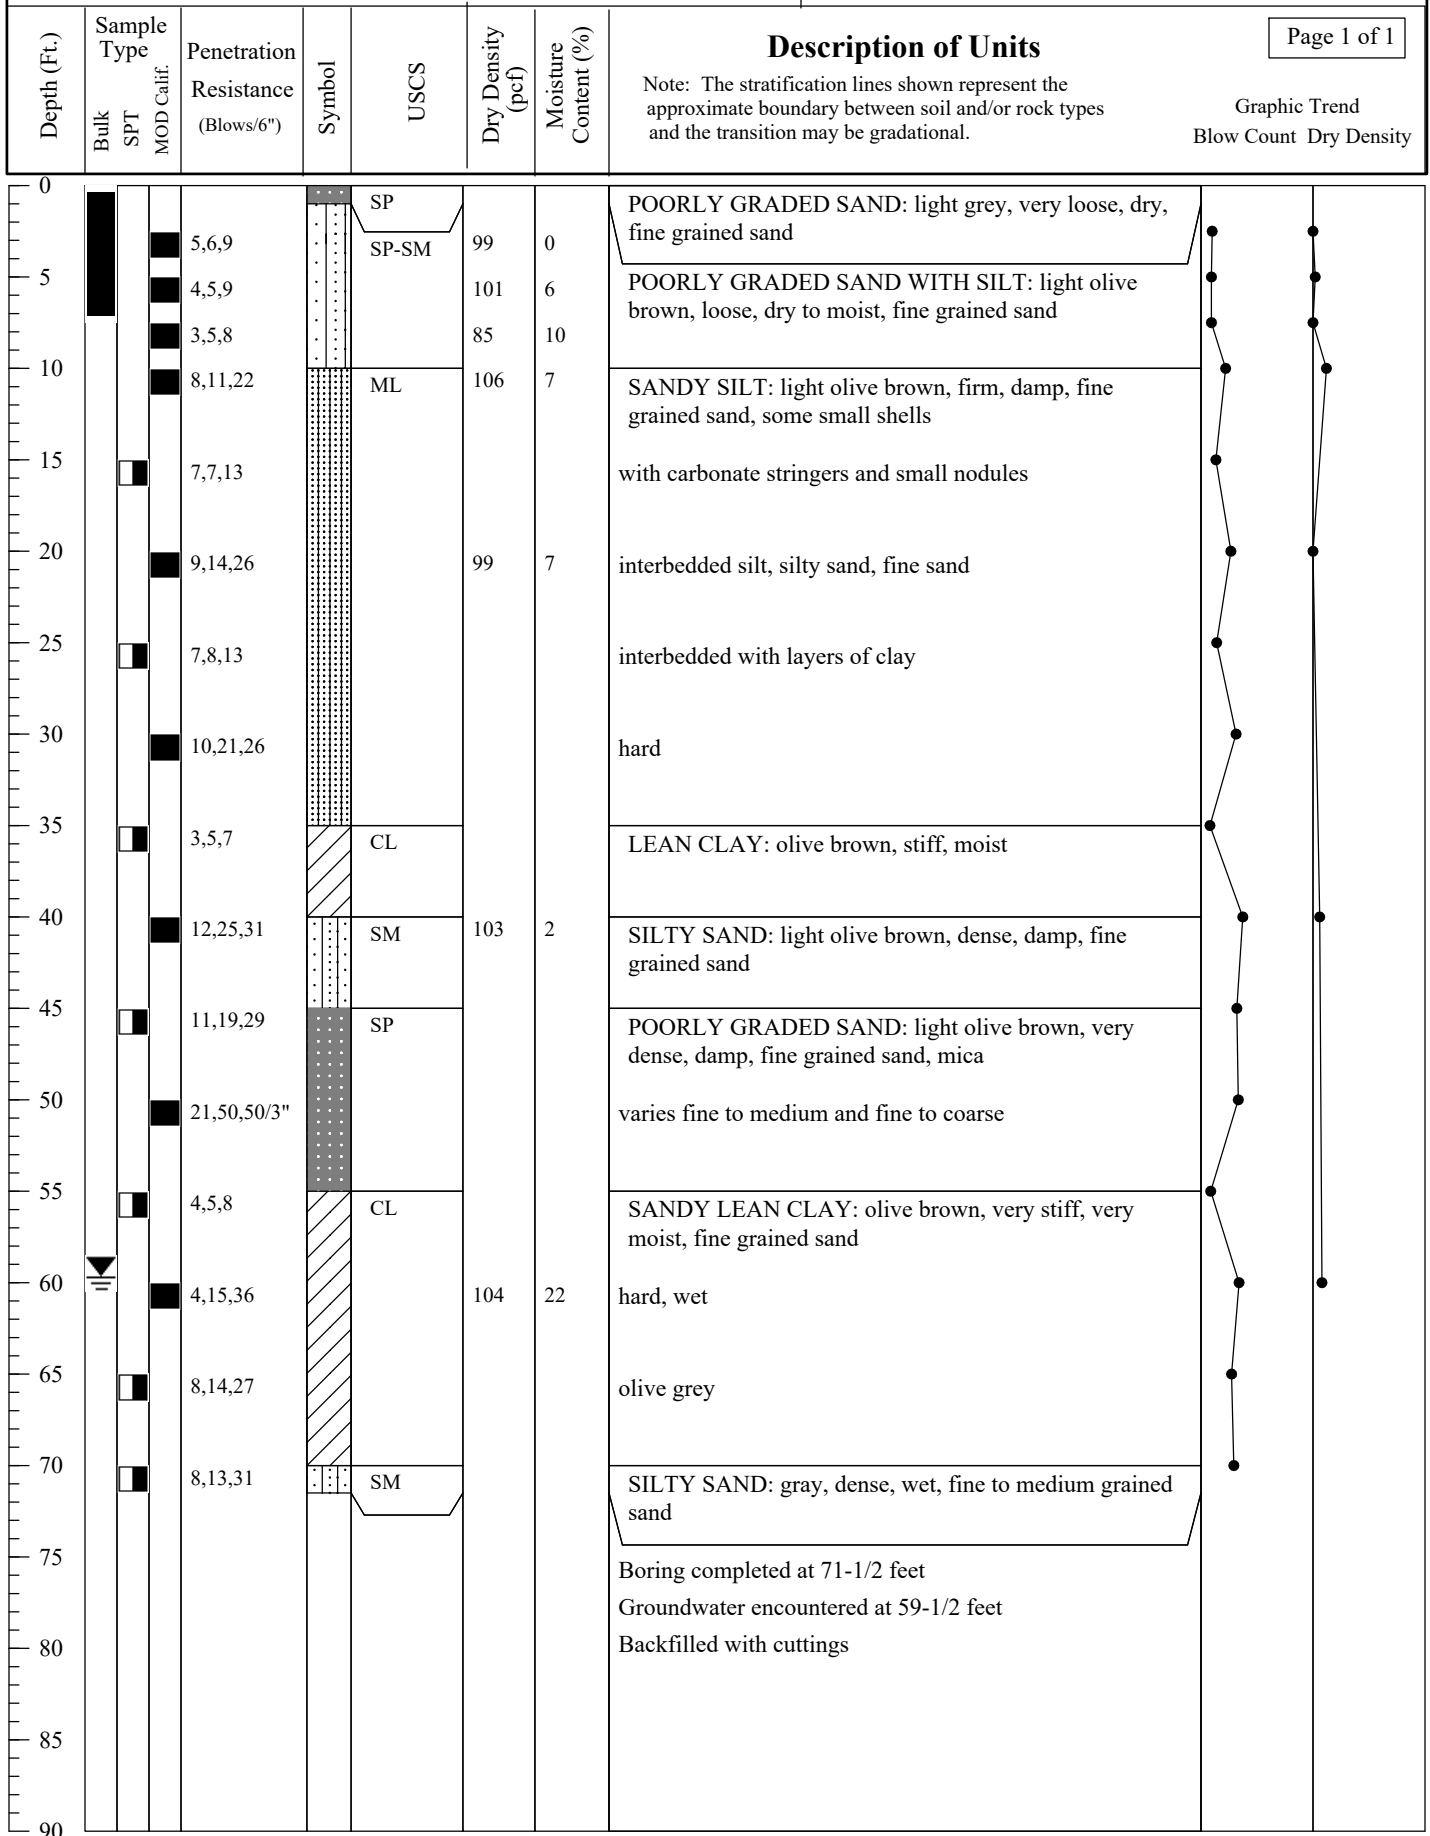 Depth (Ft.)
Sample
Type
Bulk
SPT
MOD Calif.
Penetration
Resistance
(Blows/6")
Symbol
USCS
Dry Density
(pcf)
Moisture
Content (%)
Description of Units
Note: The stratification lines shown represent the
approximate boundary between soil and/or rock types
and the transition may be gradational.
Page 1 of 1
Graphic Trend
Blow Count Dry Density
0
SP
POORLY GRADED SAND: light grey, very loose, dry,
fine grained sand
5,6,9
SP-SM
99
0
5
4,5,9
101
6
POORLY GRADED SAND WITH SILT: light olive
brown, loose, dry to moist, fine grained sand
3,5,8
85
10
10
8,11,22
ML
106
7
SANDY SILT: light olive brown, firm, damp, fine
grained sand, some small shells
15
7,7,13
with carbonate stringers and small nodules
20
9,14,26
99
7
interbedded silt, silty sand, fine sand
25
7,8,13
interbedded with layers of clay
30
10,21,26
hard
35
3,5,7
CL
LEAN CLAY: olive brown, stiff, moist
40
12,25,31
SM
103
2
SILTY SAND: light olive brown, dense, damp, fine
grained sand
45
11,19,29
SP
POORLY GRADED SAND: light olive brown, very
dense, damp, fine grained sand, mica
50
21,50,50/3"
varies fine to medium and fine to coarse
55
4,5,8
CL
SANDY LEAN CLAY: olive brown, very stiff, very
moist, fine grained sand
60
4,15,36
104
22
hard, wet
65
8,14,27
olive grey
70
8,13,31
SM
SILTY SAND: gray, dense, wet, fine to medium grained
sand
75
Boring completed at 71-1/2 feet
Groundwater encountered at 59-1/2 feet
80
Backfilled with cuttings
85
90